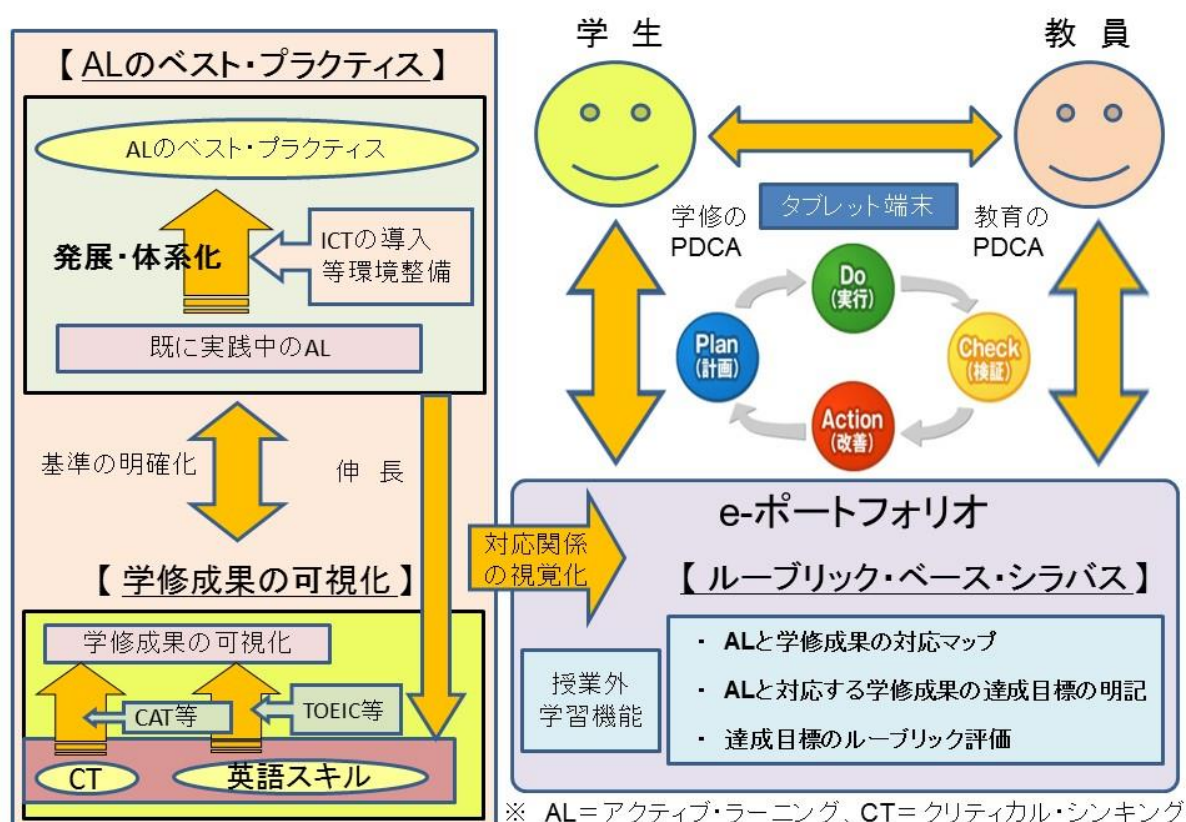 【 ALのベスト・プラクティス 】
ALのベスト・プラクティス
発展・体系化
ICTの導入
等環境整備
既に実践中のAL
基準の明確化
伸 長
【 学修成果の可視化 】
学修成果の可視化
CAT等
TOEIC等
CT
英語スキル
対応関係
の視覚化
学 生
教 員
タブレット端末
学修の
PDCA
教育の
PDCA
Do
(実行)
Plan
(計画)
Check
(検証)
Action
(改善)
e-ポートフォリオ
【 ルーブリック・ベース・シラバス 】
授業外
学習機能
・ ALと学修成果の対応マップ
・ ALと対応する学修成果の達成目標の明記
・ 達成目標のルーブリック評価
※ AL=アクティブ・ラーニング、CT=クリティカル・シンキング